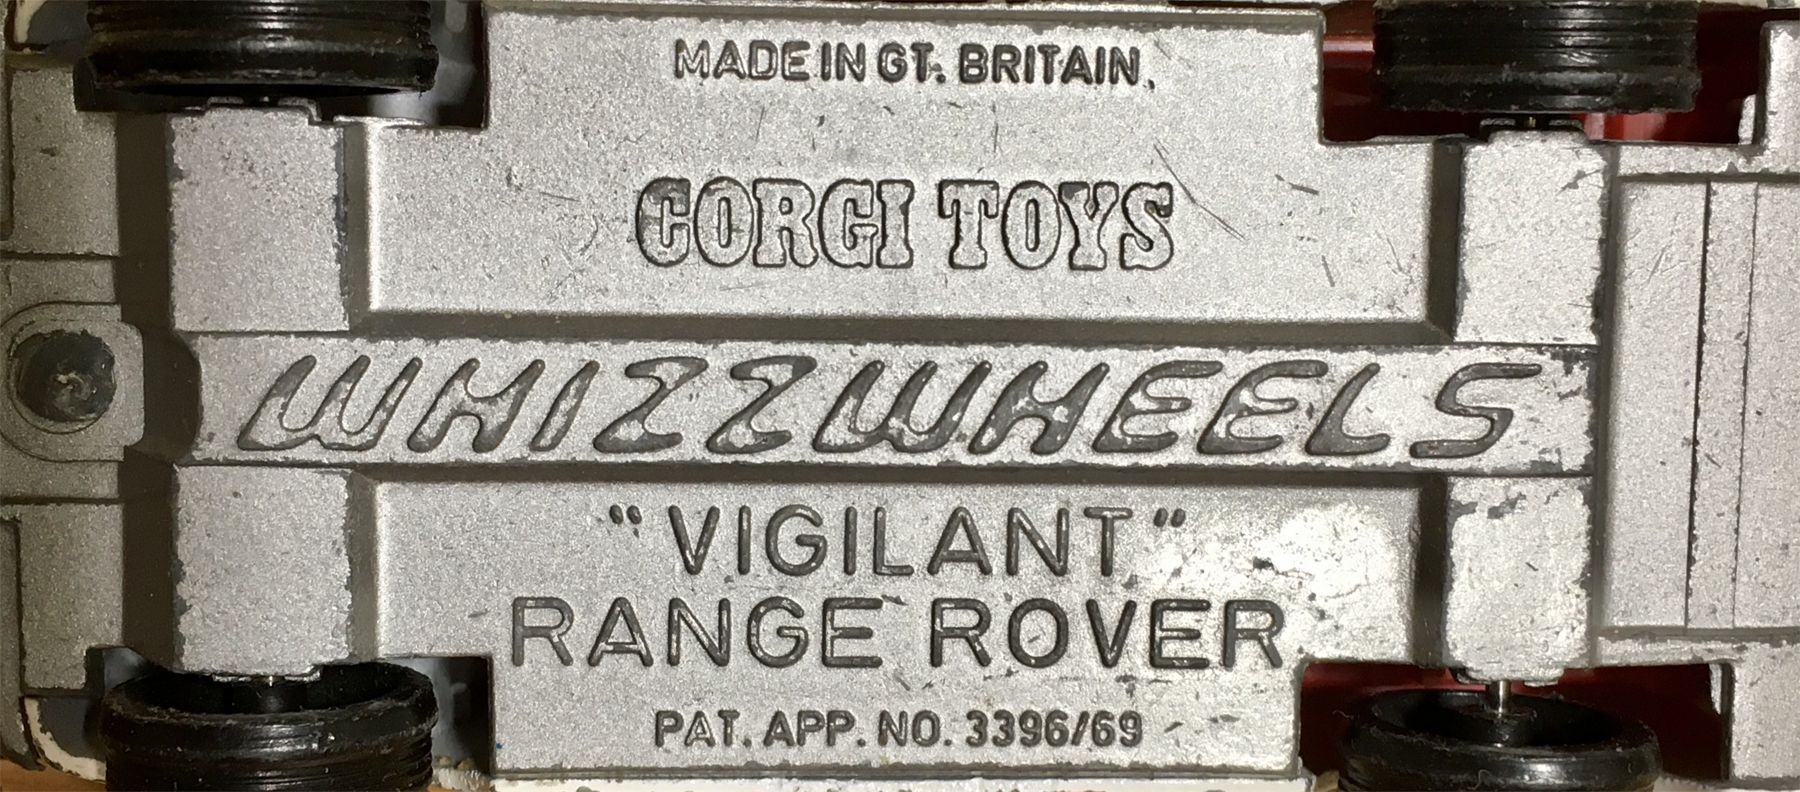 MADE IN GT. BRITAIN.
CORGI TOYS
WHIZZWHEELS
"VIGILANT"
RANGE ROVER
PAT. APP. NO. 3396/69